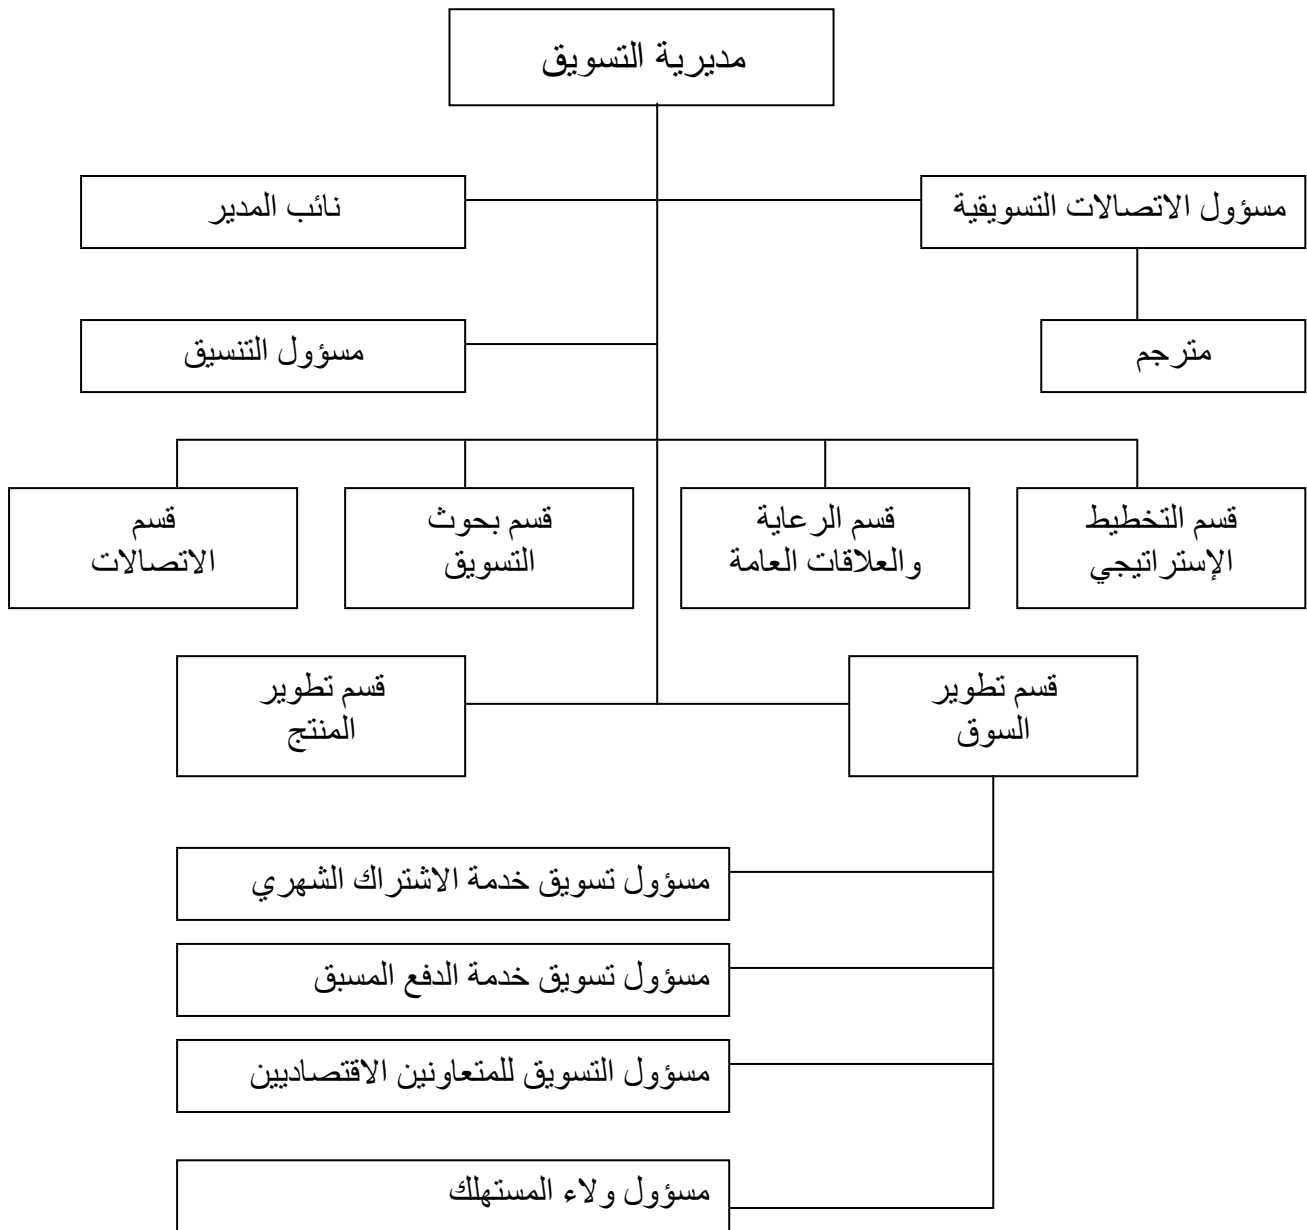 مديرية التسويق
مسؤول الاتصالات التسويقية
نائب المدير
مترجم
مسؤول التنسيق
قسم التخطيط
الإستراتيجي
قسم الرعاية
والعلاقات العامة
قسم بحوث
التسويق
قسم
الاتصالات
قسم تطوير
السوق
قسم تطوير
المنتج
مسؤول تسويق خدمة الاشتراك الشهري
مسؤول تسويق خدمة الدفع المسبق
مسؤول التسويق للمتعاونين الاقتصاديين
مسؤول ولاء المستهلك